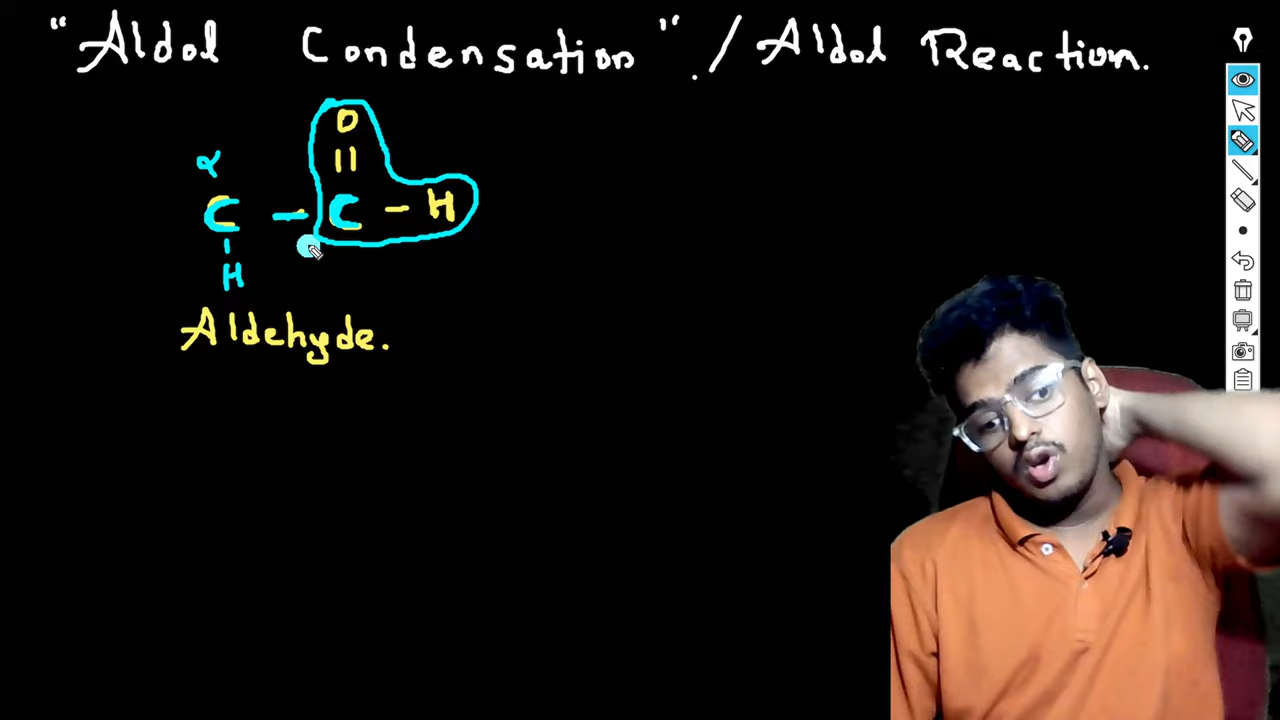 "Aldol Condensation". / Aldol Reaction.
O
α ||
C - C - H
|
H
Aldehyde.